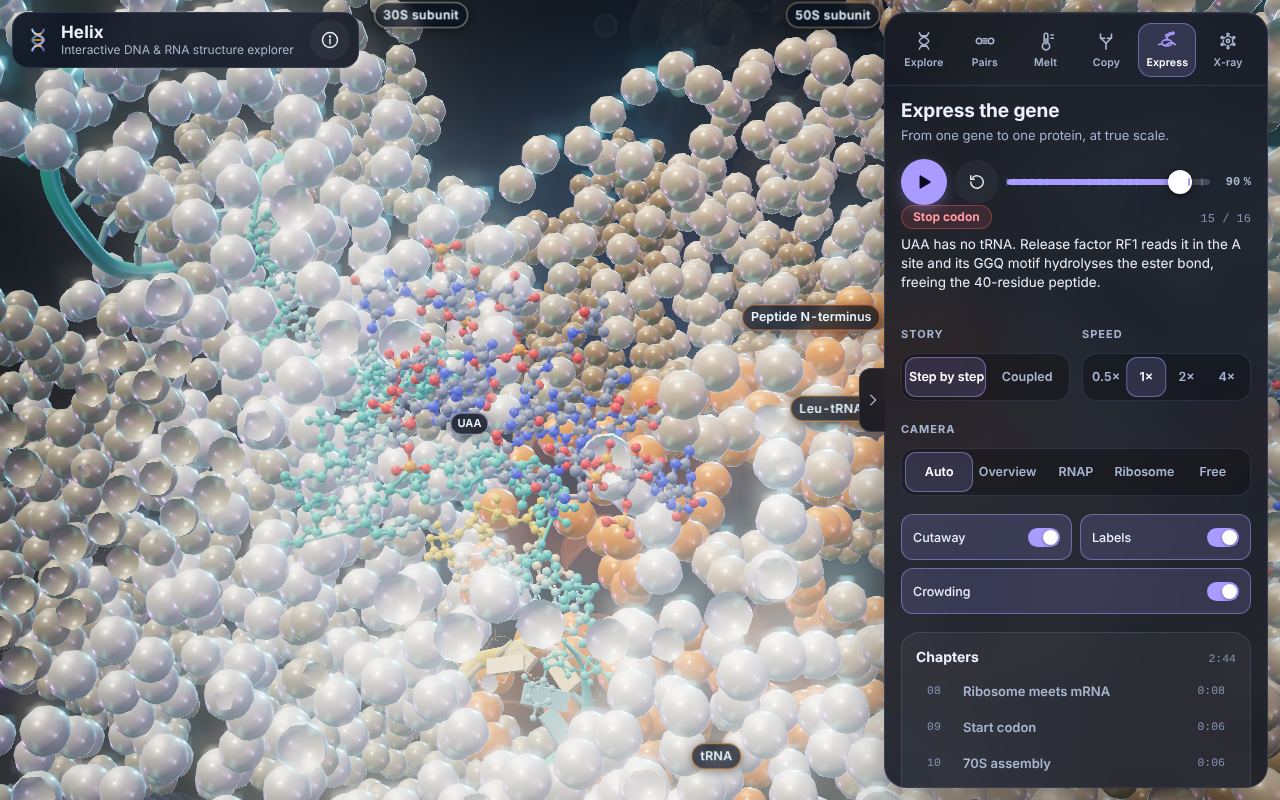 Helix
Interactive DNA & RNA structure explorer
30S subunit
50S subunit
Peptide N-terminus
Leu-tRNA
UAA
tRNA
Explore
Pairs
Melt
Copy
Express
X-ray
Express the gene
From one gene to one protein, at true scale.
90 %
Stop codon
15 / 16
UAA has no tRNA. Release factor RF1 reads it in the A
site and its GGQ motif hydrolyses the ester bond,
freeing the 40-residue peptide.
STORY
SPEED
Step by step
Coupled
0.5×
1×
2×
4×
CAMERA
Auto
Overview
RNAP
Ribosome
Free
Cutaway
Labels
Crowding
Chapters
2:44
08 Ribosome meets mRNA 0:08
09 Start codon 0:06
10 70S assembly 0:06